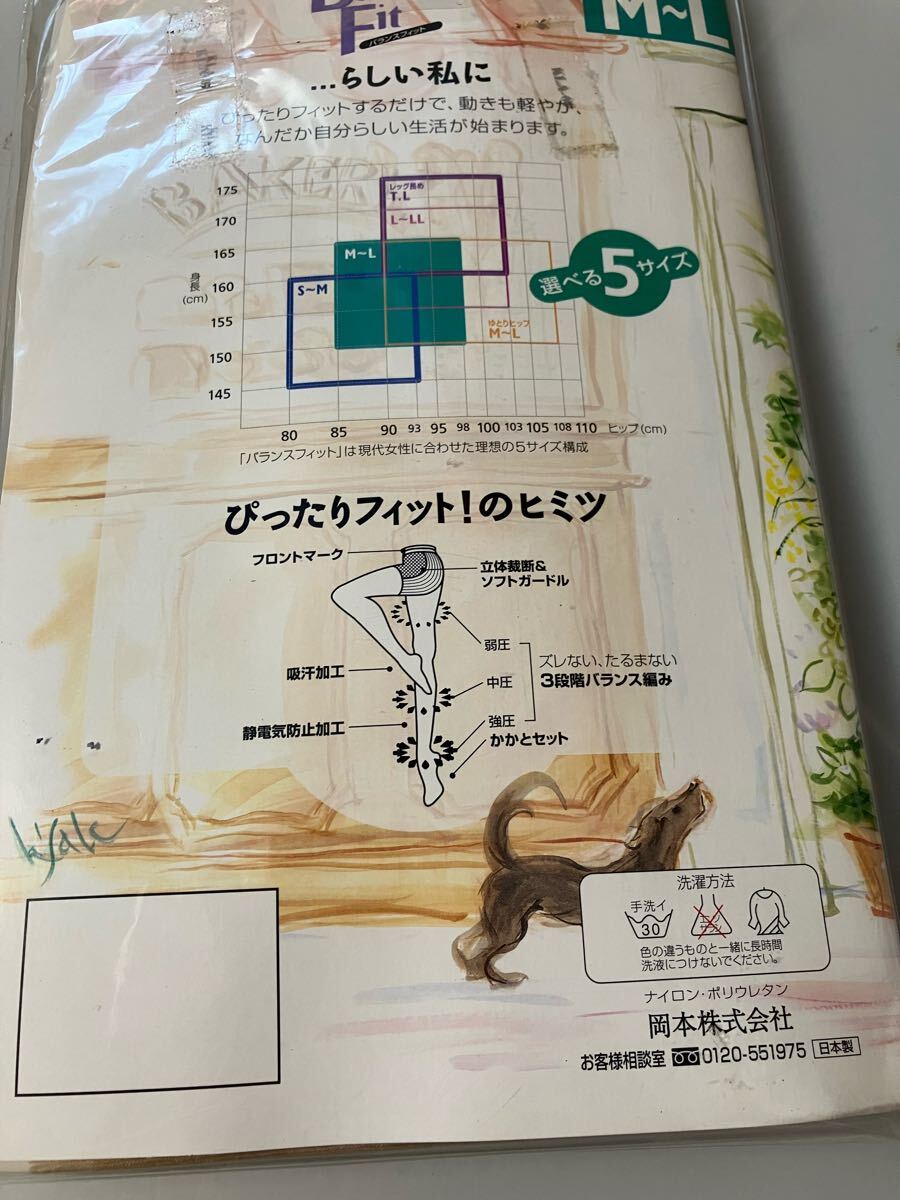 Fit
バランスフィット
M~L
…らしい私に
ぴったりフィットするだけで、動きも軽やか、
なんだか自分らしい生活が始まります。
BAKER
175
170
165
160
155
150
145
身長
(cm)
レッグ長め
T.L
L~LL
M~L
S~M
ゆとりヒップ
M~L
選べる5サイズ
80 85 90 93 95 98 100 103 105 108 110 ヒップ(cm)
「バランスフィット」は現代女性に合わせた理想の5サイズ構成
ぴったりフィット!のヒミツ
フロントマーク
立体裁断&
ソフトガードル
弱圧
吸汗加工
中圧
ズレない、たるまない
3段階バランス編み
静電気防止加工
強圧
かかとセット
洗濯方法
手洗イ
30
エンソ
サラシ
色の違うものと一緒に長時間
洗液につけないでください。
ナイロン・ポリウレタン
岡本株式会社
お客様相談室 0120-551975 日本製